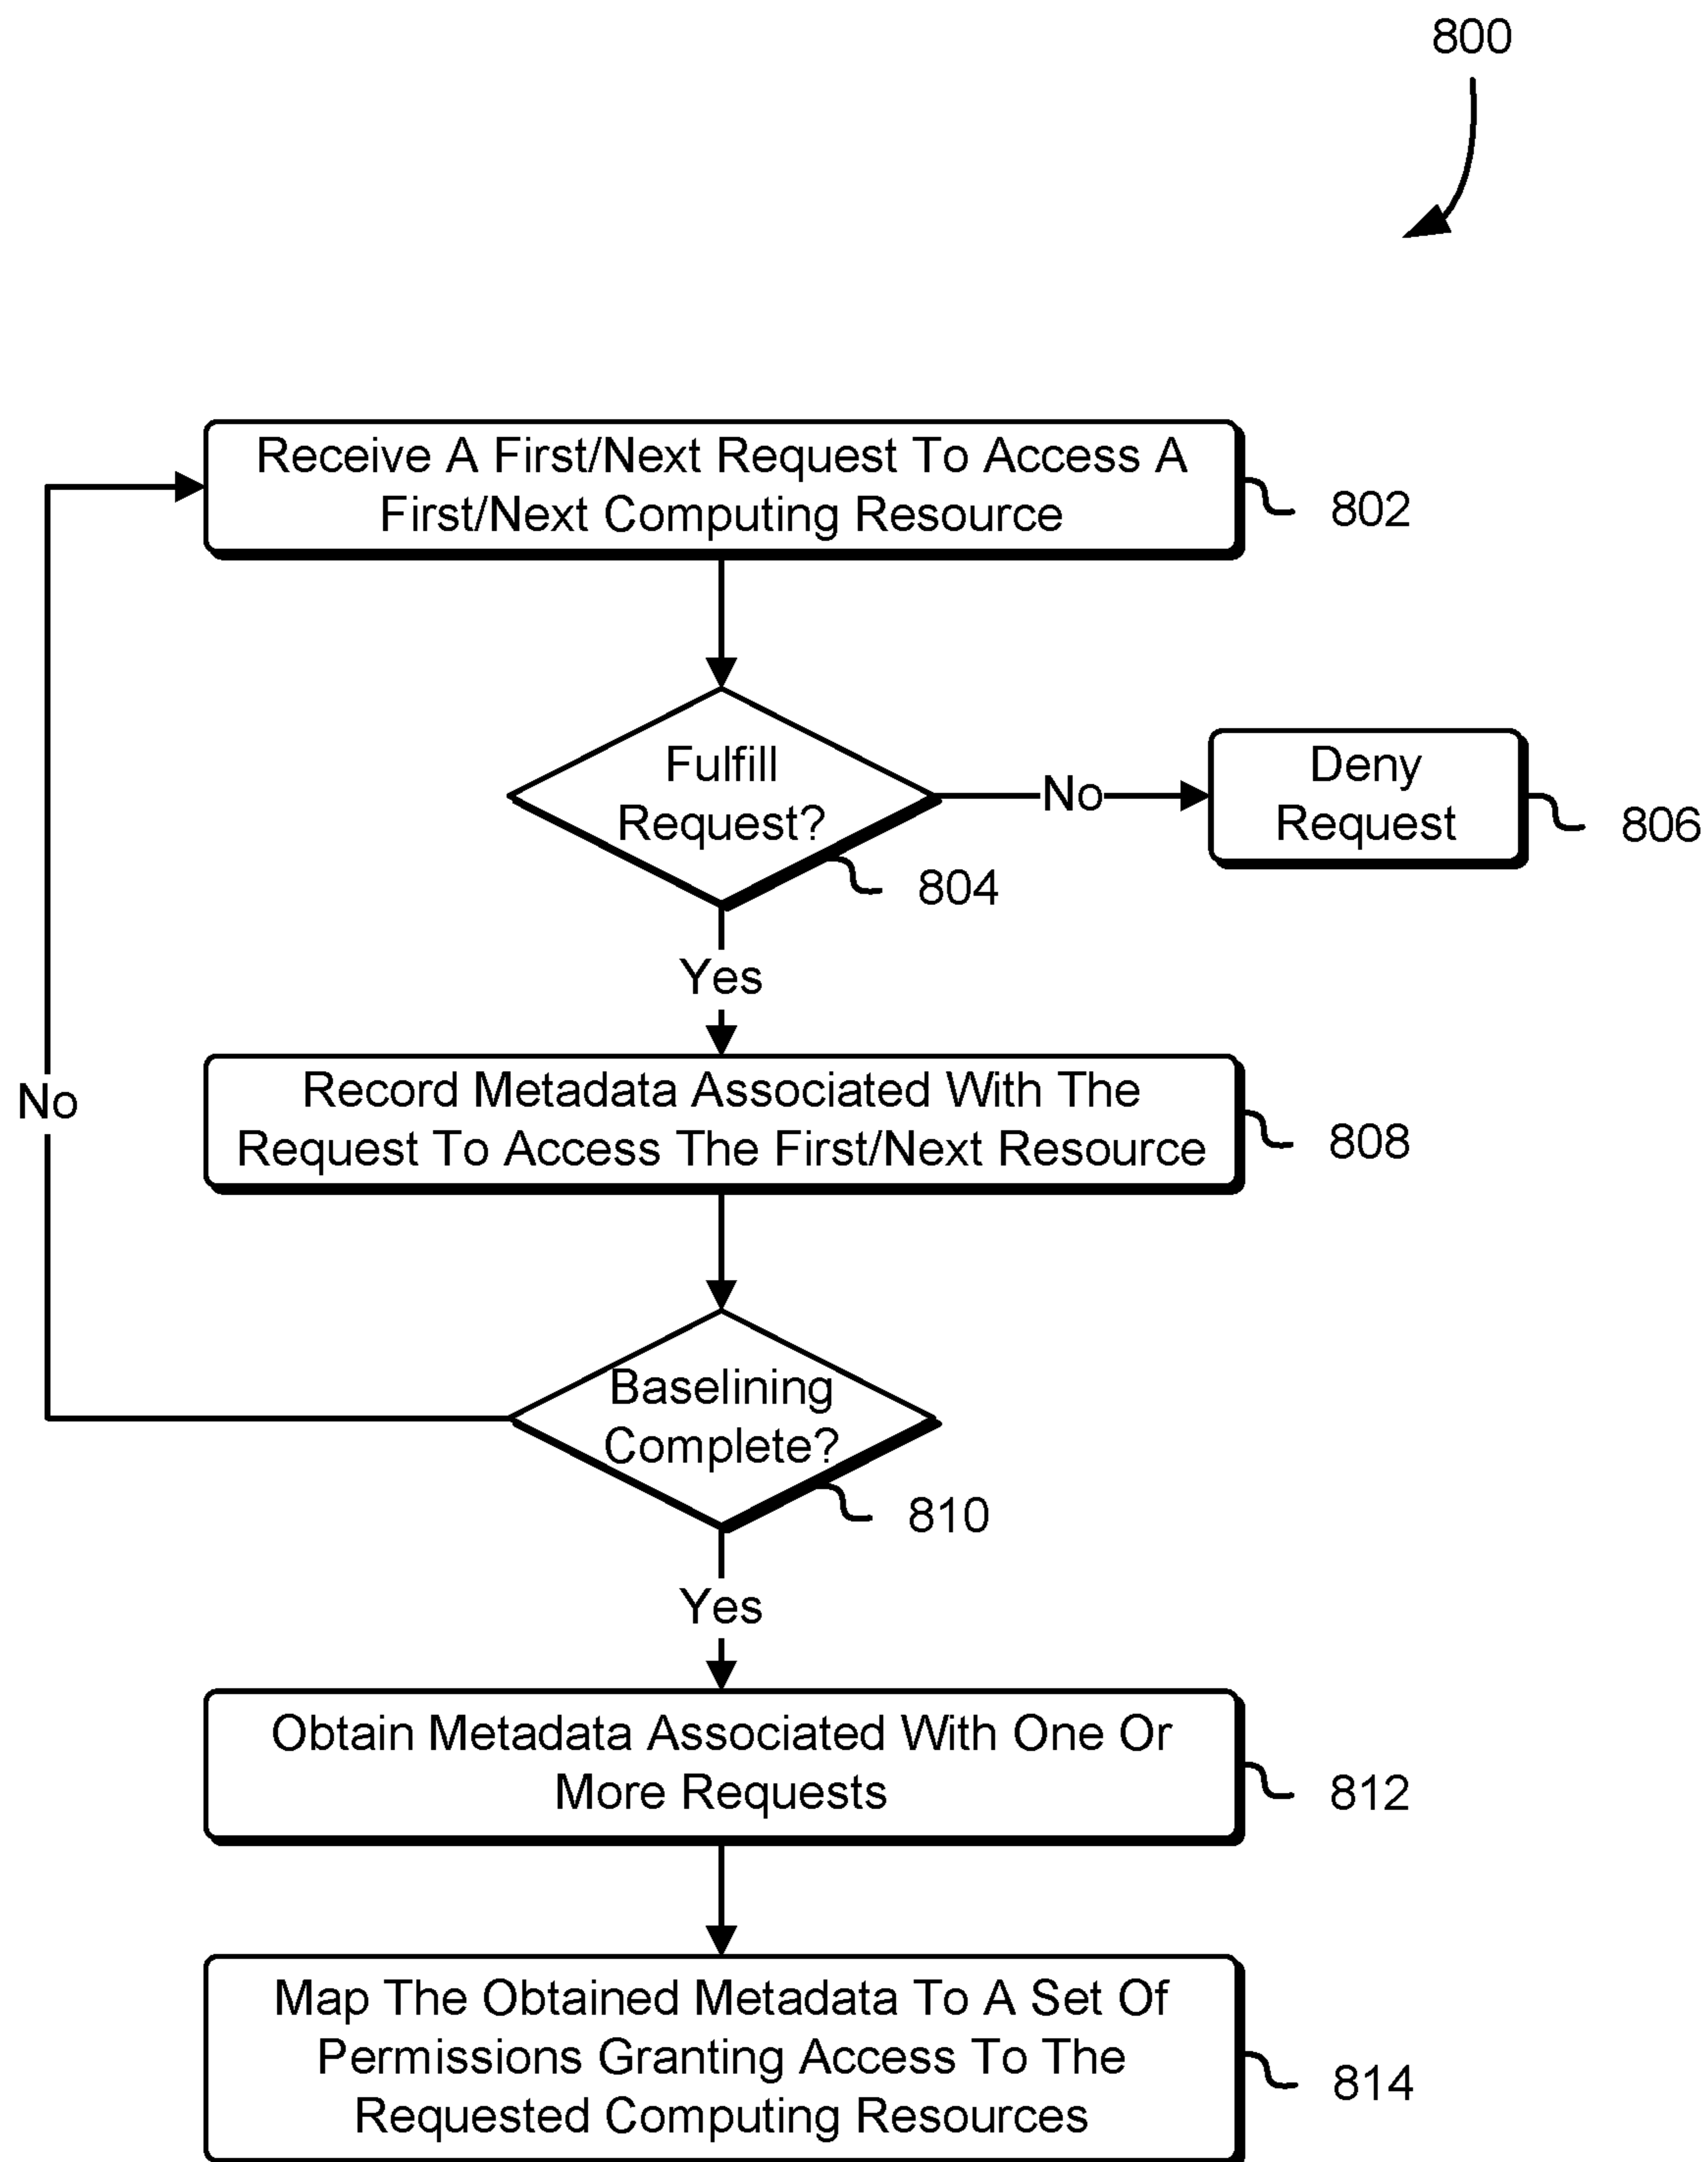 800
Receive A First/Next Request To Access A
First/Next Computing Resource
802
Fulfill
Request?
804
No
Deny
Request
806
Yes
Record Metadata Associated With The
Request To Access The First/Next Resource
808
No
Baselining
Complete?
810
Yes
Obtain Metadata Associated With One Or
More Requests
812
Map The Obtained Metadata To A Set Of
Permissions Granting Access To The
Requested Computing Resources
814